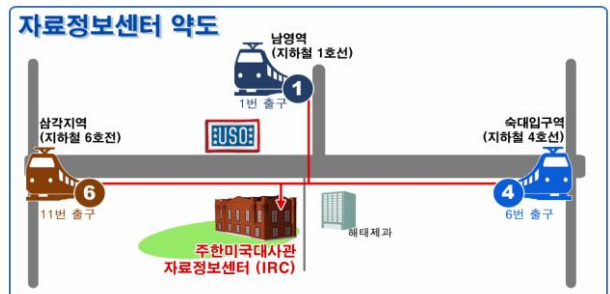 자료정보센터 약도
남영역
(지하철 1호선)
1
1번 출구
삼각지역
(지하철 6호전)
:USO:
숙대입구역
(지하철 4호선)
6
11번 출구
4
6번 출구
해태제과
주한미국대사관
자료정보센터 (IRC)